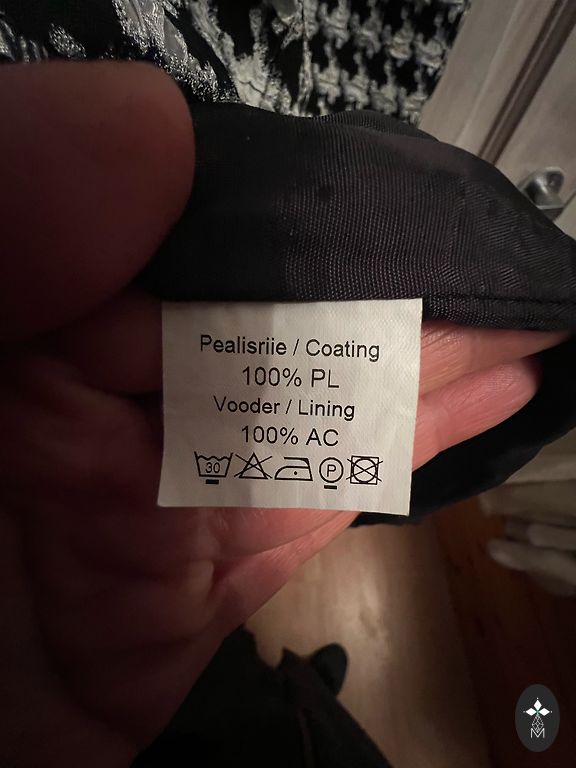 Pealisriie / Coating
100% PL
Vooder / Lining
100% AC
30 P
M